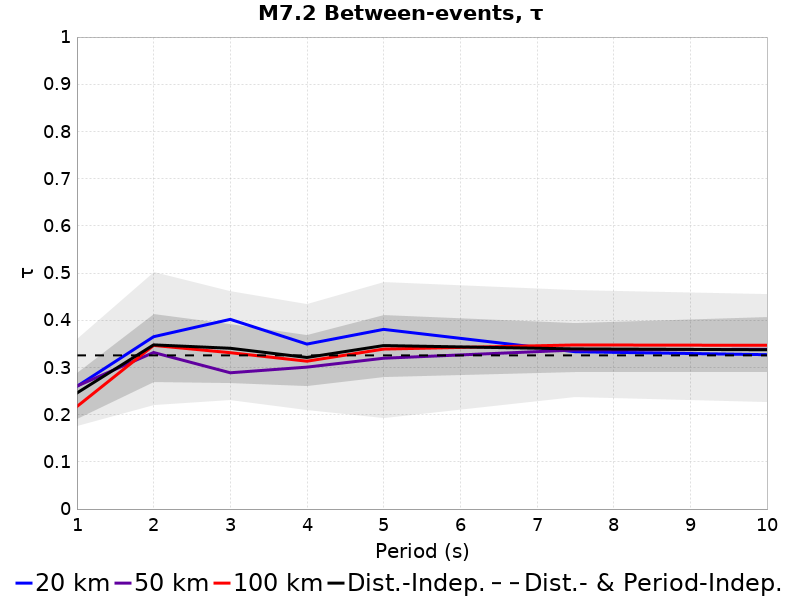 M7.2 Between-events, τ
1
0.9
0.8
0.7
0.6
0.5
0.4
0.3
0.2
0.1
0
τ
1 2 3 4 5 6 7 8 9 10
Period (s)
20 km 50 km 100 km Dist.-Indep. Dist.- & Period-Indep.